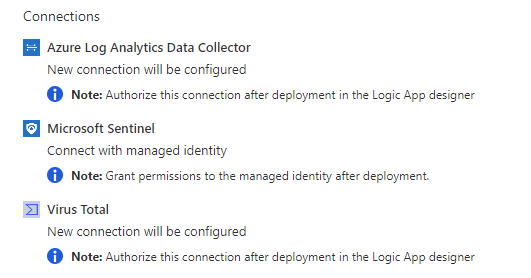 Connections
Azure Log Analytics Data Collector
New connection will be configured
Note: Authorize this connection after deployment in the Logic App designer
Microsoft Sentinel
Connect with managed identity
Note: Grant permissions to the managed identity after deployment.
Virus Total
New connection will be configured
Note: Authorize this connection after deployment in the Logic App designer